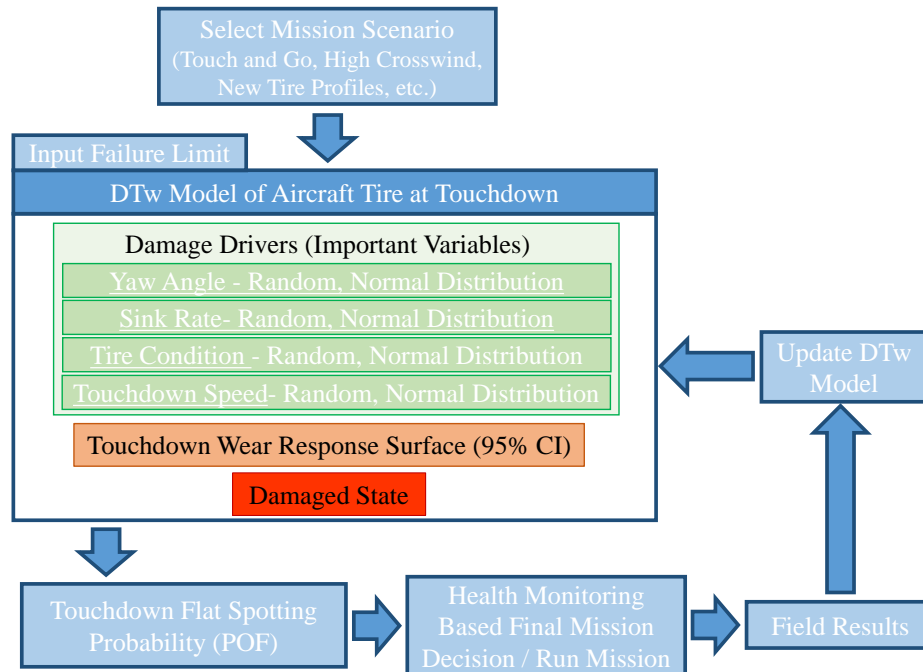 Select Mission Scenario
(Touch and Go, High Crosswind,
New Tire Profiles, etc.)
Input Failure Limit
DTw Model of Aircraft Tire at Touchdown
Damage Drivers (Important Variables)
Yaw Angle - Random, Normal Distribution
Sink Rate- Random, Normal Distribution
Tire Condition - Random, Normal Distribution
Touchdown Speed- Random, Normal Distribution
Touchdown Wear Response Surface (95% CI)
Damaged State
Update DTw
Model
Touchdown Flat Spotting
Probability (POF)
Health Monitoring
Based Final Mission
Decision / Run Mission
Field Results